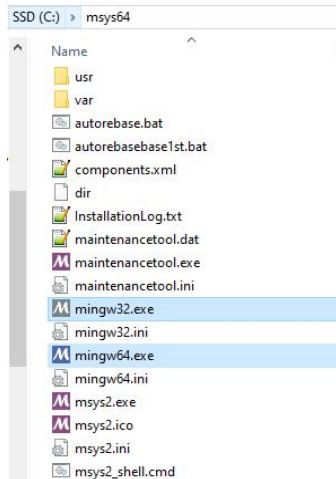 SSD (C:) > msys64
Name
usr
var
autorebase.bat
autorebasebase1st.bat
components.xml
dir
InstallationLog.txt
maintenancetool.dat
maintenancetool.exe
maintenancetool.ini
mingw32.exe
mingw32.ini
mingw64.exe
mingw64.ini
msys2.exe
msys2.ico
msys2.ini
msys2_shell.cmd